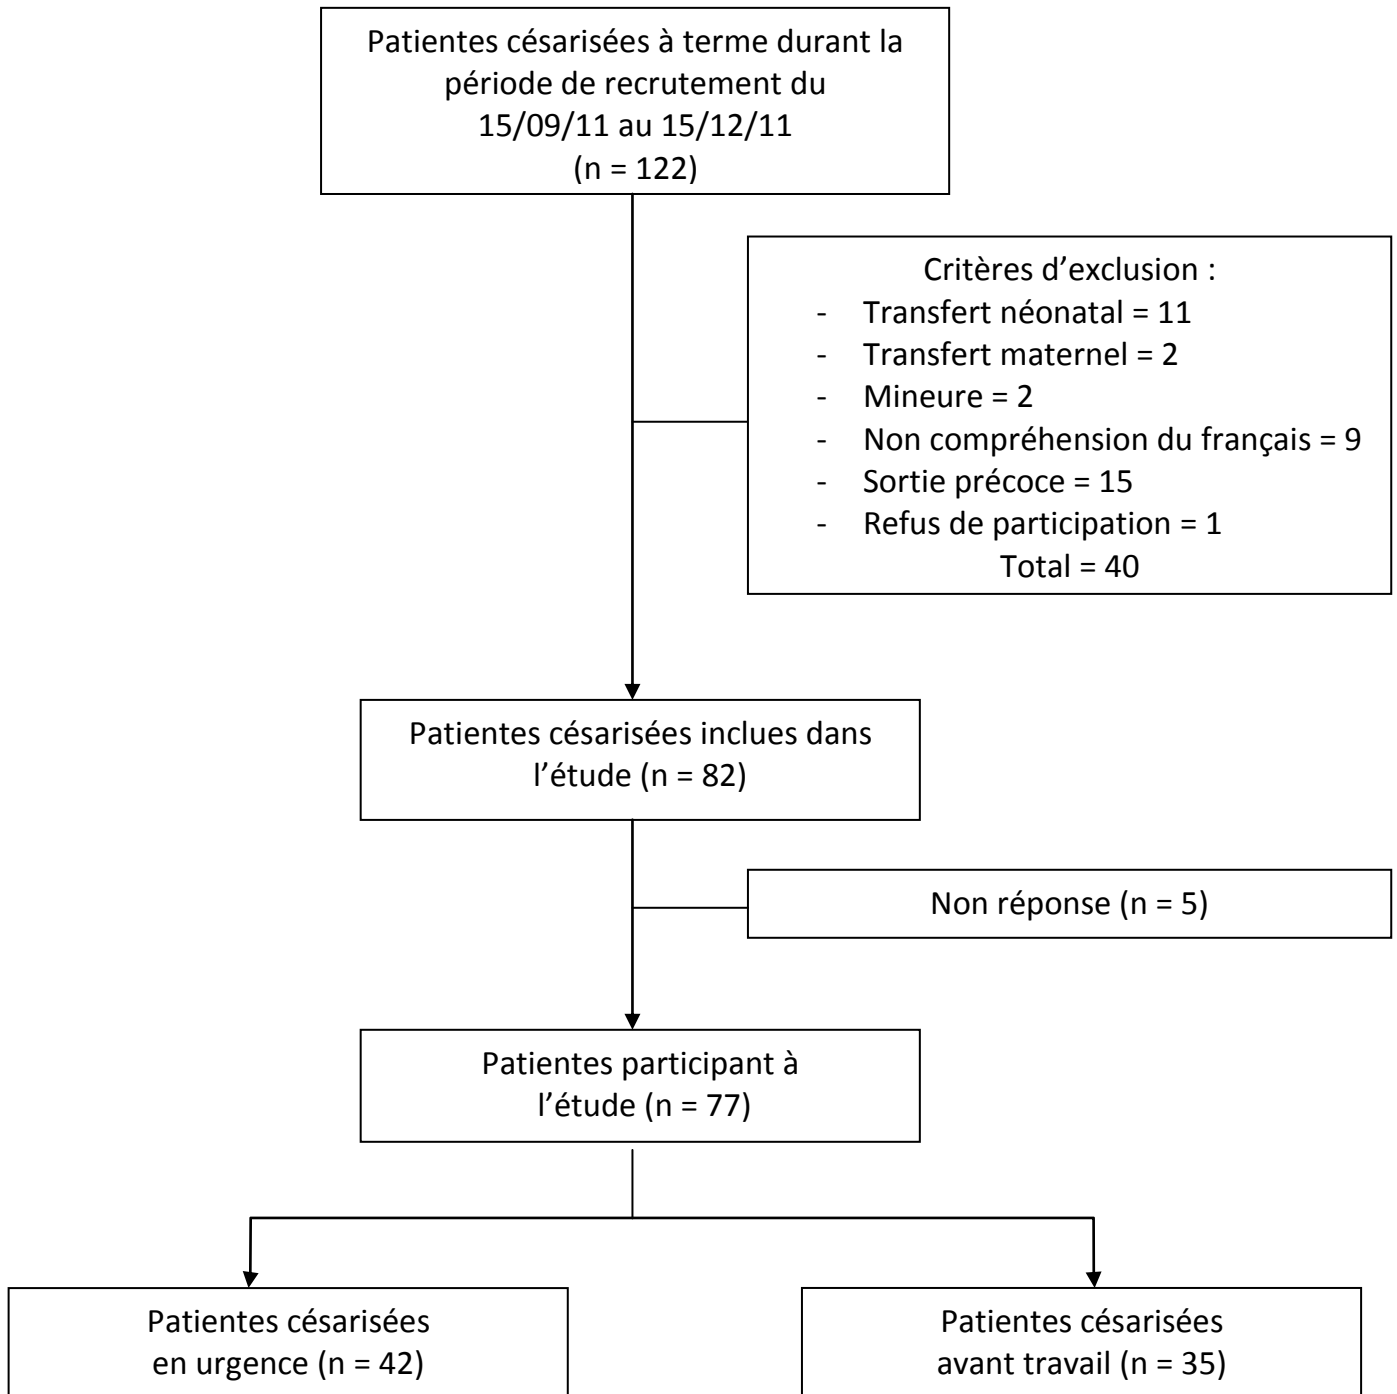 Patientes césarisées à terme durant la
période de recrutement du
15/09/11 au 15/12/11
(n = 122)
Critères d’exclusion :
- Transfert néonatal = 11
- Transfert maternel = 2
- Mineure = 2
- Non compréhension du français = 9
- Sortie précoce = 15
- Refus de participation = 1
Total = 40
Patientes césarisées inclues dans
l’étude (n = 82)
Non réponse (n = 5)
Patientes participant à
l’étude (n = 77)
Patientes césarisées
en urgence (n = 42)
Patientes césarisées
avant travail (n = 35)